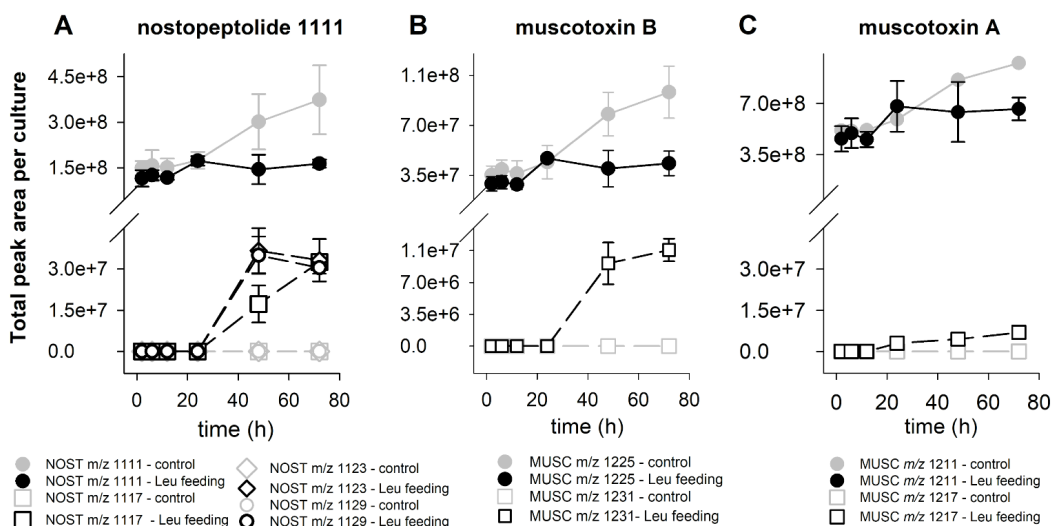 A nostopeptolide 1111
B muscotoxin B
C muscotoxin A
Total peak area per culture
4.5e+8
3.0e+8
1.5e+8
3.0e+7
1.5e+7
0.0
0 20 40 60 80
time (h)
1.1e+8
7.0e+7
3.5e+7
1.1e+7
7.0e+6
3.5e+6
0.0
0 20 40 60 80
time (h)
7.0e+8
3.5e+8
3.0e+7
1.5e+7
0.0
0 20 40 60 80
time (h)
NOST m/z 1111 - control
NOST m/z 1111 - Leu feeding
NOST m/z 1117 - control
NOST m/z 1117 - Leu feeding
NOST m/z 1123 - control
NOST m/z 1123 - Leu feeding
NOST m/z 1129 - control
NOST m/z 1129 - Leu feeding
MUSC m/z 1225 - control
MUSC m/z 1225 - Leu feeding
MUSC m/z 1231 - control
MUSC m/z 1231- Leu feeding
MUSC m/z 1211 - control
MUSC m/z 1211 - Leu feeding
MUSC m/z 1217 - control
MUSC m/z 1217 - Leu feeding